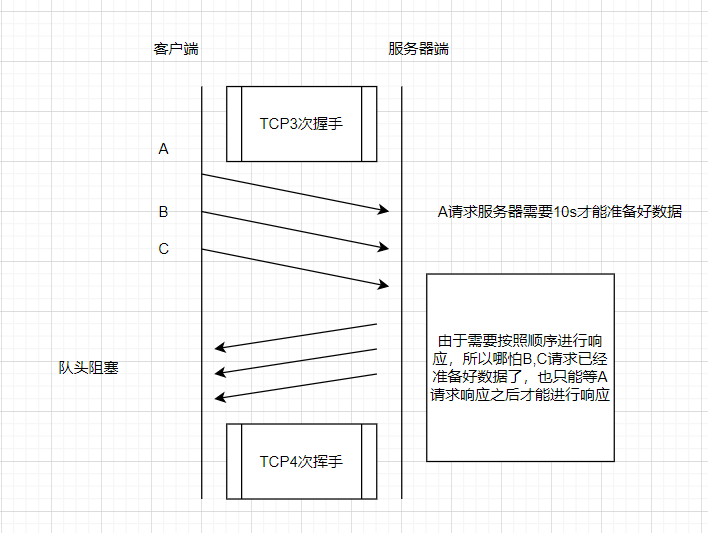 客户端
服务器端
TCP3次握手
A
B
A请求服务器需要10s才能准备好数据
C
由于需要按照顺序进行响
应，所以哪怕B,C请求已经
准备好数据了，也只能等A
请求响应之后才能进行响应
队头阻塞
TCP4次挥手